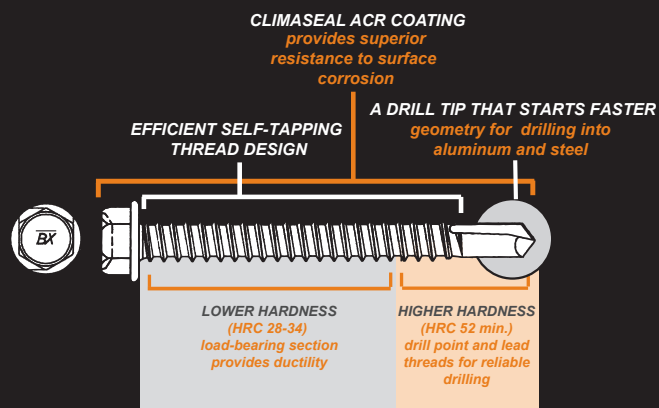 CLIMASEAL ACR COATING
provides superior
resistance to surface
corrosion
A DRILL TIP THAT STARTS FASTER
geometry for drilling into
aluminum and steel
EFFICIENT SELF-TAPPING
THREAD DESIGN
BX
LOWER HARDNESS
(HRC 28-34)
load-bearing section
provides ductility
HIGHER HARDNESS
(HRC 52 min.)
drill point and lead
threads for reliable
drilling